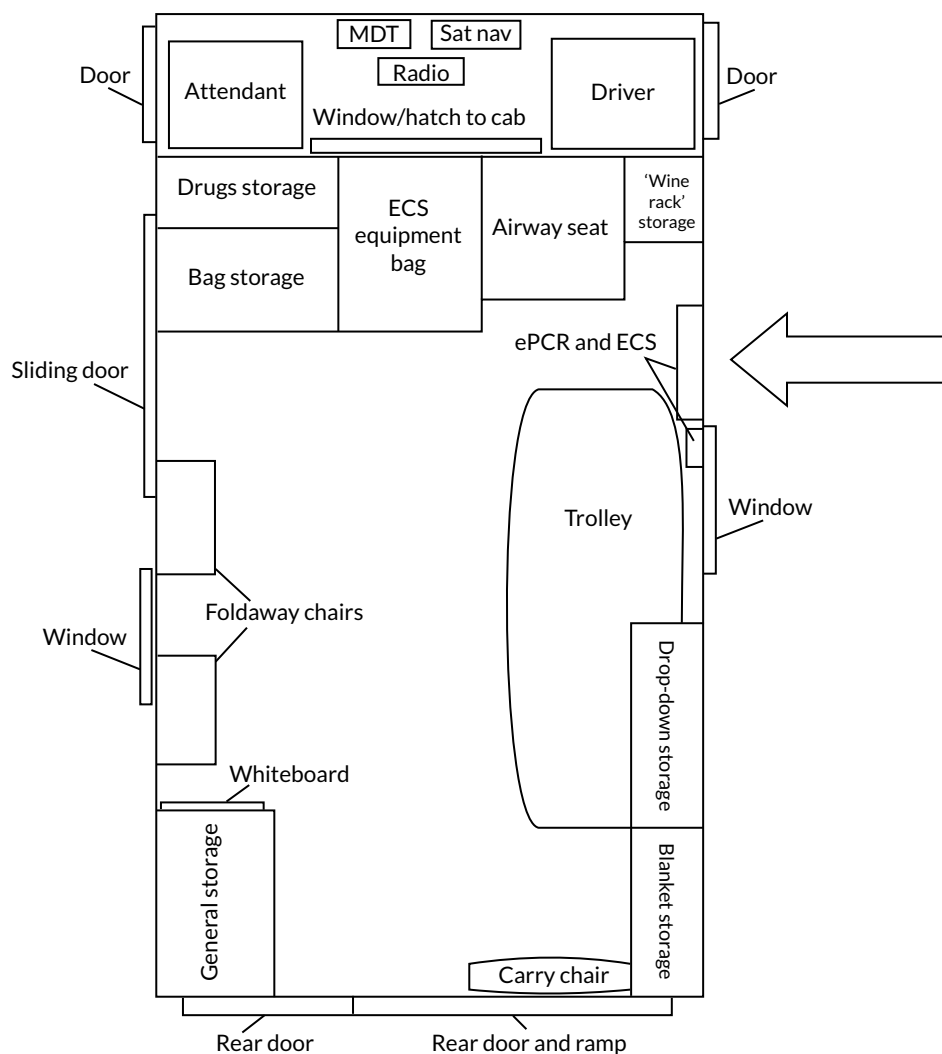 MDT
Sat nav
Door
Attendant
Radio
Driver
Door
Window/hatch to cab
Drugs storage
ECS
equipment
bag
Airway seat
‘Wine
rack’
storage
Bag storage
ePCR and ECS
Sliding door
Trolley
Window
Foldaway chairs
Window
Drop-down storage
Whiteboard
General storage
Blanket storage
Carry chair
Rear door
Rear door and ramp